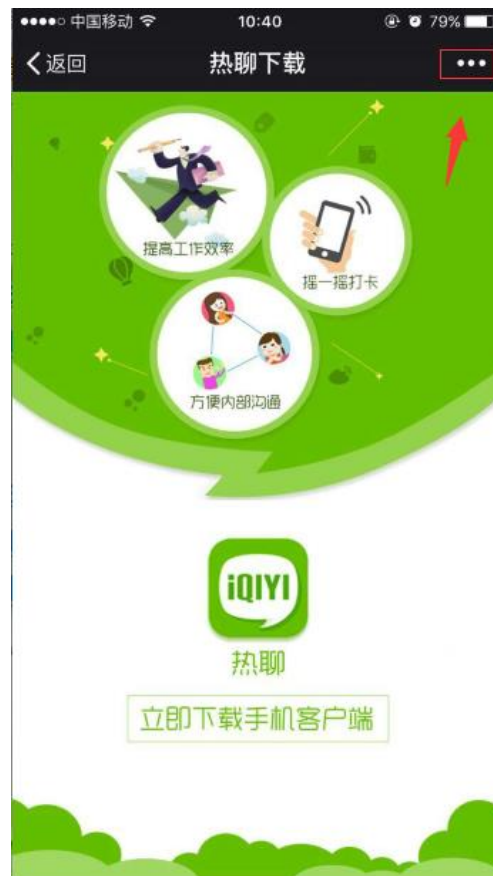 中国移动 10:40 79%
返回 热聊下载 •••
提高工作效率
摇一摇打卡
方便内部沟通
iQIYI
热聊
立即下载手机客户端